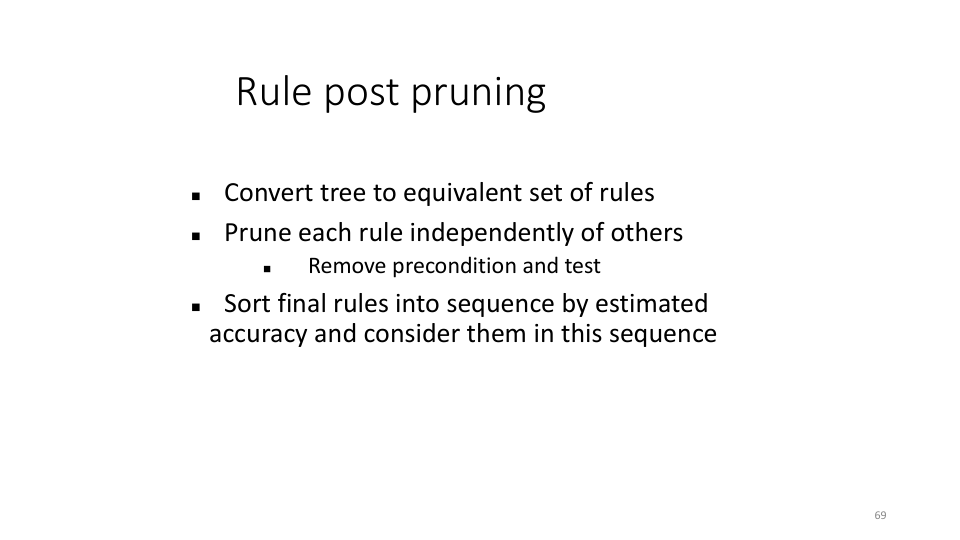 Rule post pruning
▪ Convert tree to equivalent set of rules
▪ Prune each rule independently of others
▪ Remove precondition and test
▪ Sort final rules into sequence by estimated
accuracy and consider them in this sequence
69